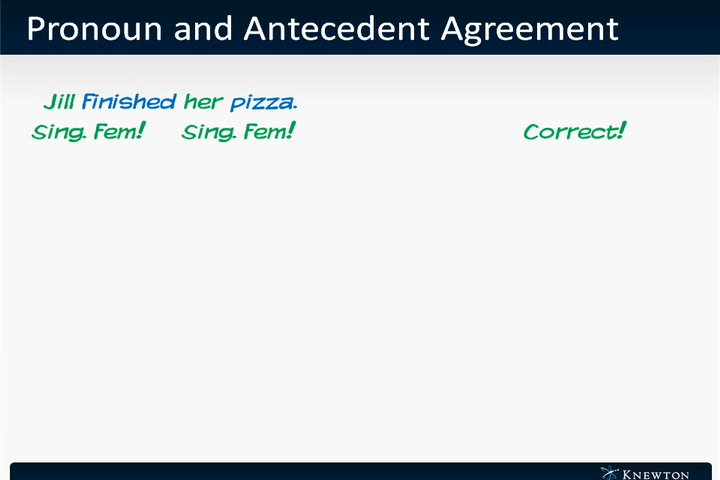 Pronoun and Antecedent Agreement
Jill finished her pizza.
Sing. Fem! Sing. Fem! Correct!
KNEWTON